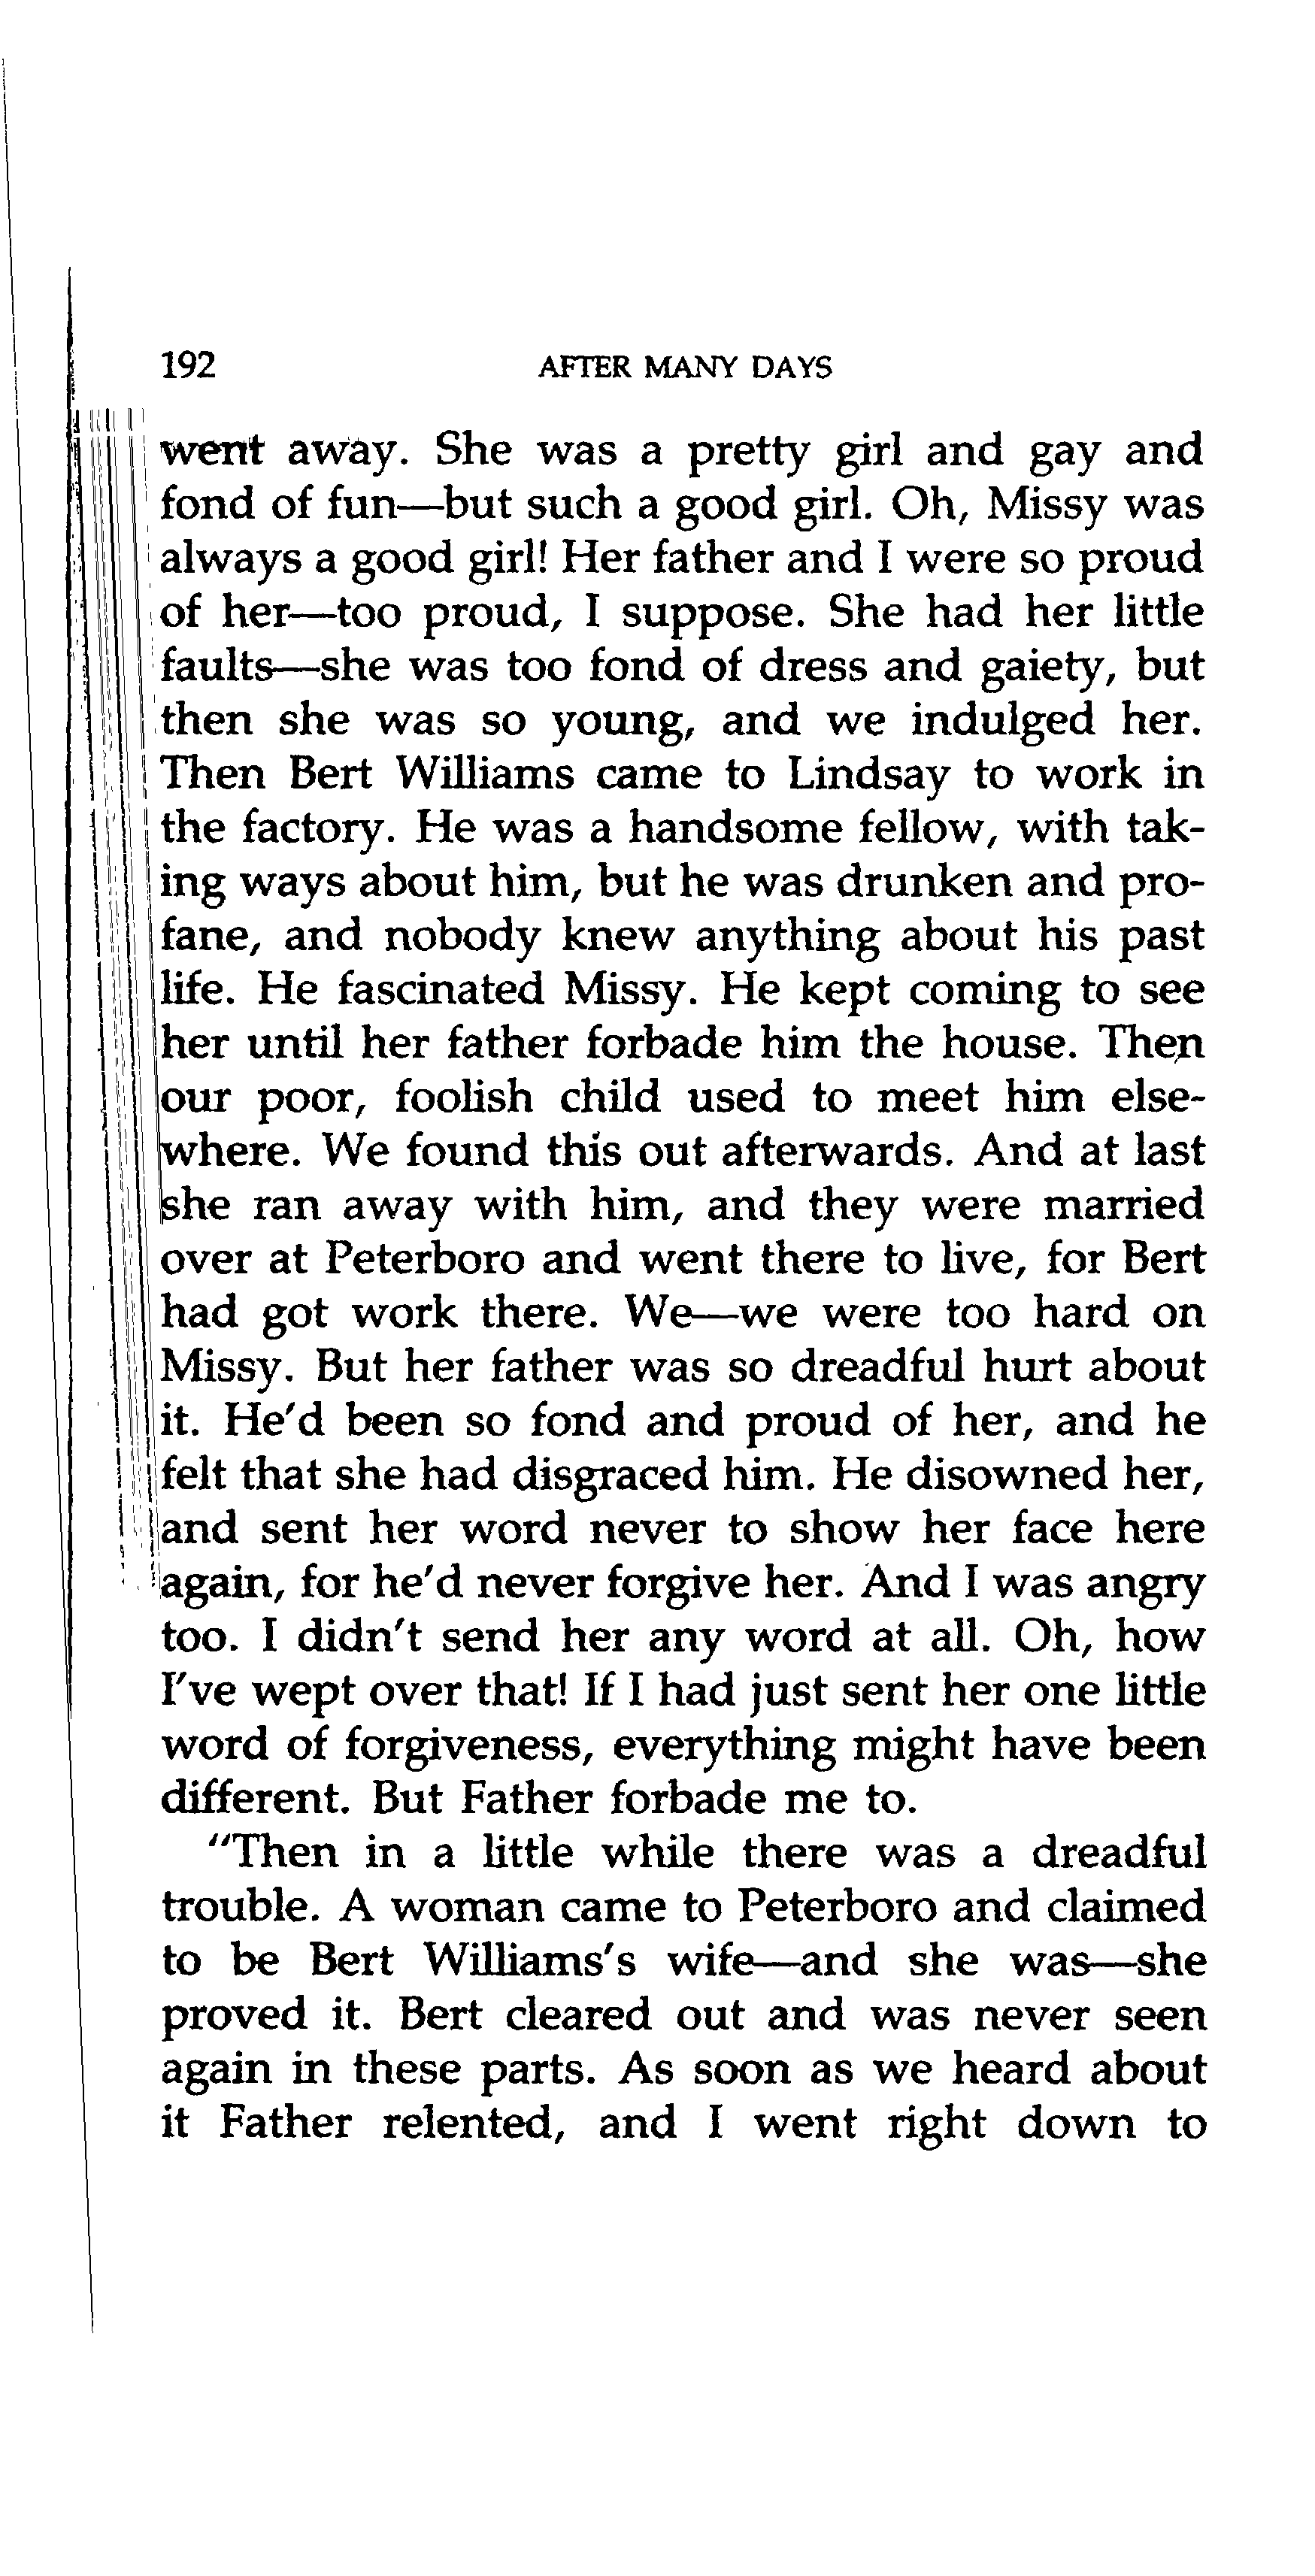 192 AFTER MANY DAYS
went away. She was a pretty girl and gay and
fond of fun—but such a good girl. Oh, Missy was
always a good girl! Her father and I were so proud
of her—too proud, I suppose. She had her little
faults—she was too fond of dress and gaiety, but
then she was so young, and we indulged her.
Then Bert Williams came to Lindsay to work in
the factory. He was a handsome fellow, with tak-
ing ways about him, but he was drunken and pro-
fane, and nobody knew anything about his past
life. He fascinated Missy. He kept coming to see
her until her father forbade him the house. Then
our poor, foolish child used to meet him else-
where. We found this out afterwards. And at last
she ran away with him, and they were married
over at Peterboro and went there to live, for Bert
had got work there. We—we were too hard on
Missy. But her father was so dreadful hurt about
it. He'd been so fond and proud of her, and he
felt that she had disgraced him. He disowned her,
and sent her word never to show her face here
again, for he'd never forgive her. And I was angry
too. I didn't send her any word at all. Oh, how
I've wept over that! If I had just sent her one little
word of forgiveness, everything might have been
different. But Father forbade me to.
"Then in a little while there was a dreadful
trouble. A woman came to Peterboro and claimed
to be Bert Williams's wife—and she was—she
proved it. Bert cleared out and was never seen
again in these parts. As soon as we heard about
it Father relented, and I went right down to